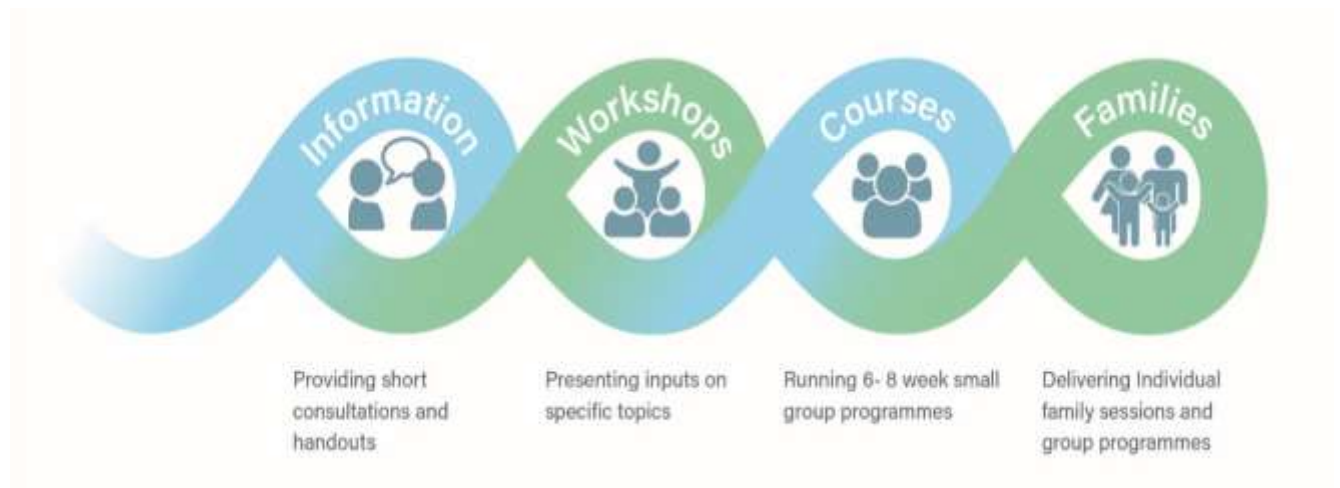 Information
Workshops
Courses
Families
Providing short
consultations and
handouts
Presenting inputs on
specific topics
Running 6- 8 week small
group programmes
Delivering Individual
family sessions and
group programmes